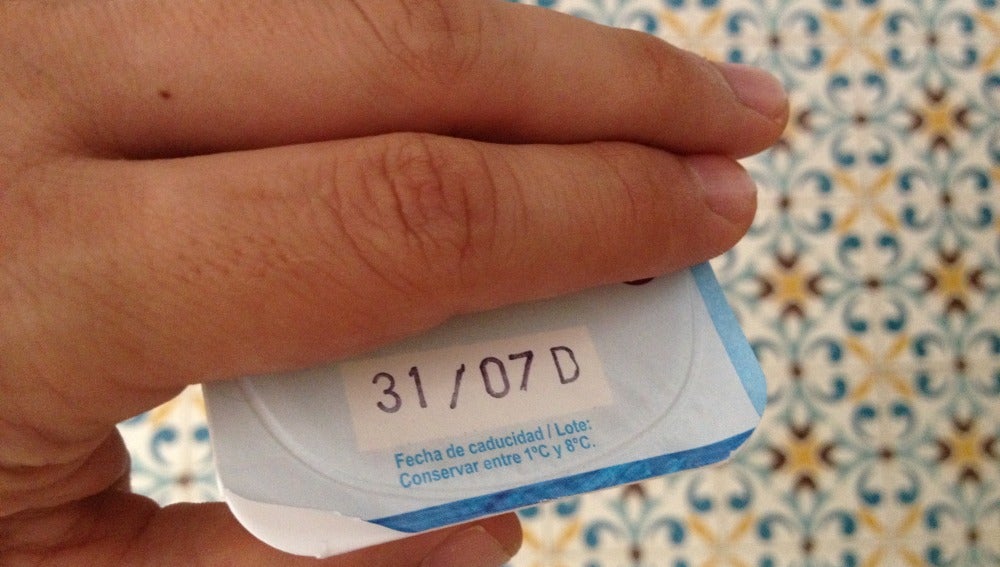 31/07 D
Fecha de caducidad / Lote:
Conservar entre 1ºC y 8ºC.